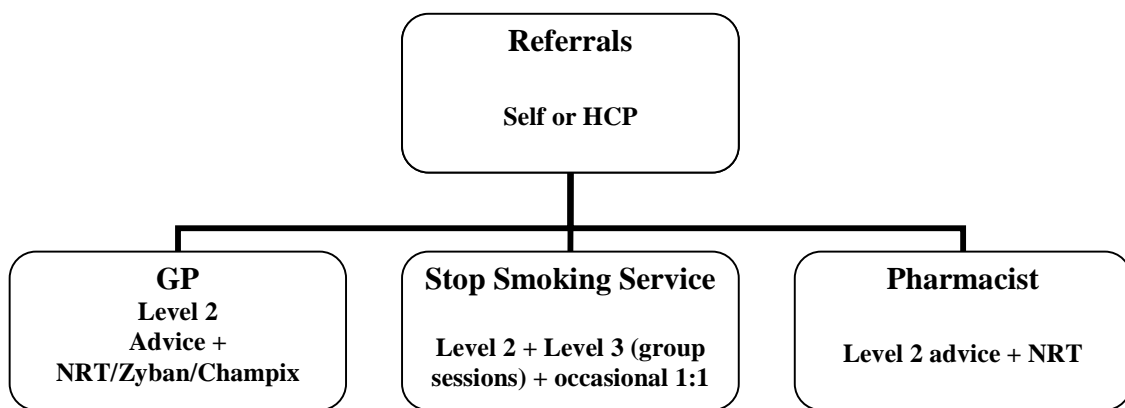 Referrals
Self or HCP
GP
Level 2
Advice +
NRT/Zyban/Champix
Stop Smoking Service
Level 2 + Level 3 (group
sessions) + occasional 1:1
Pharmacist
Level 2 advice + NRT